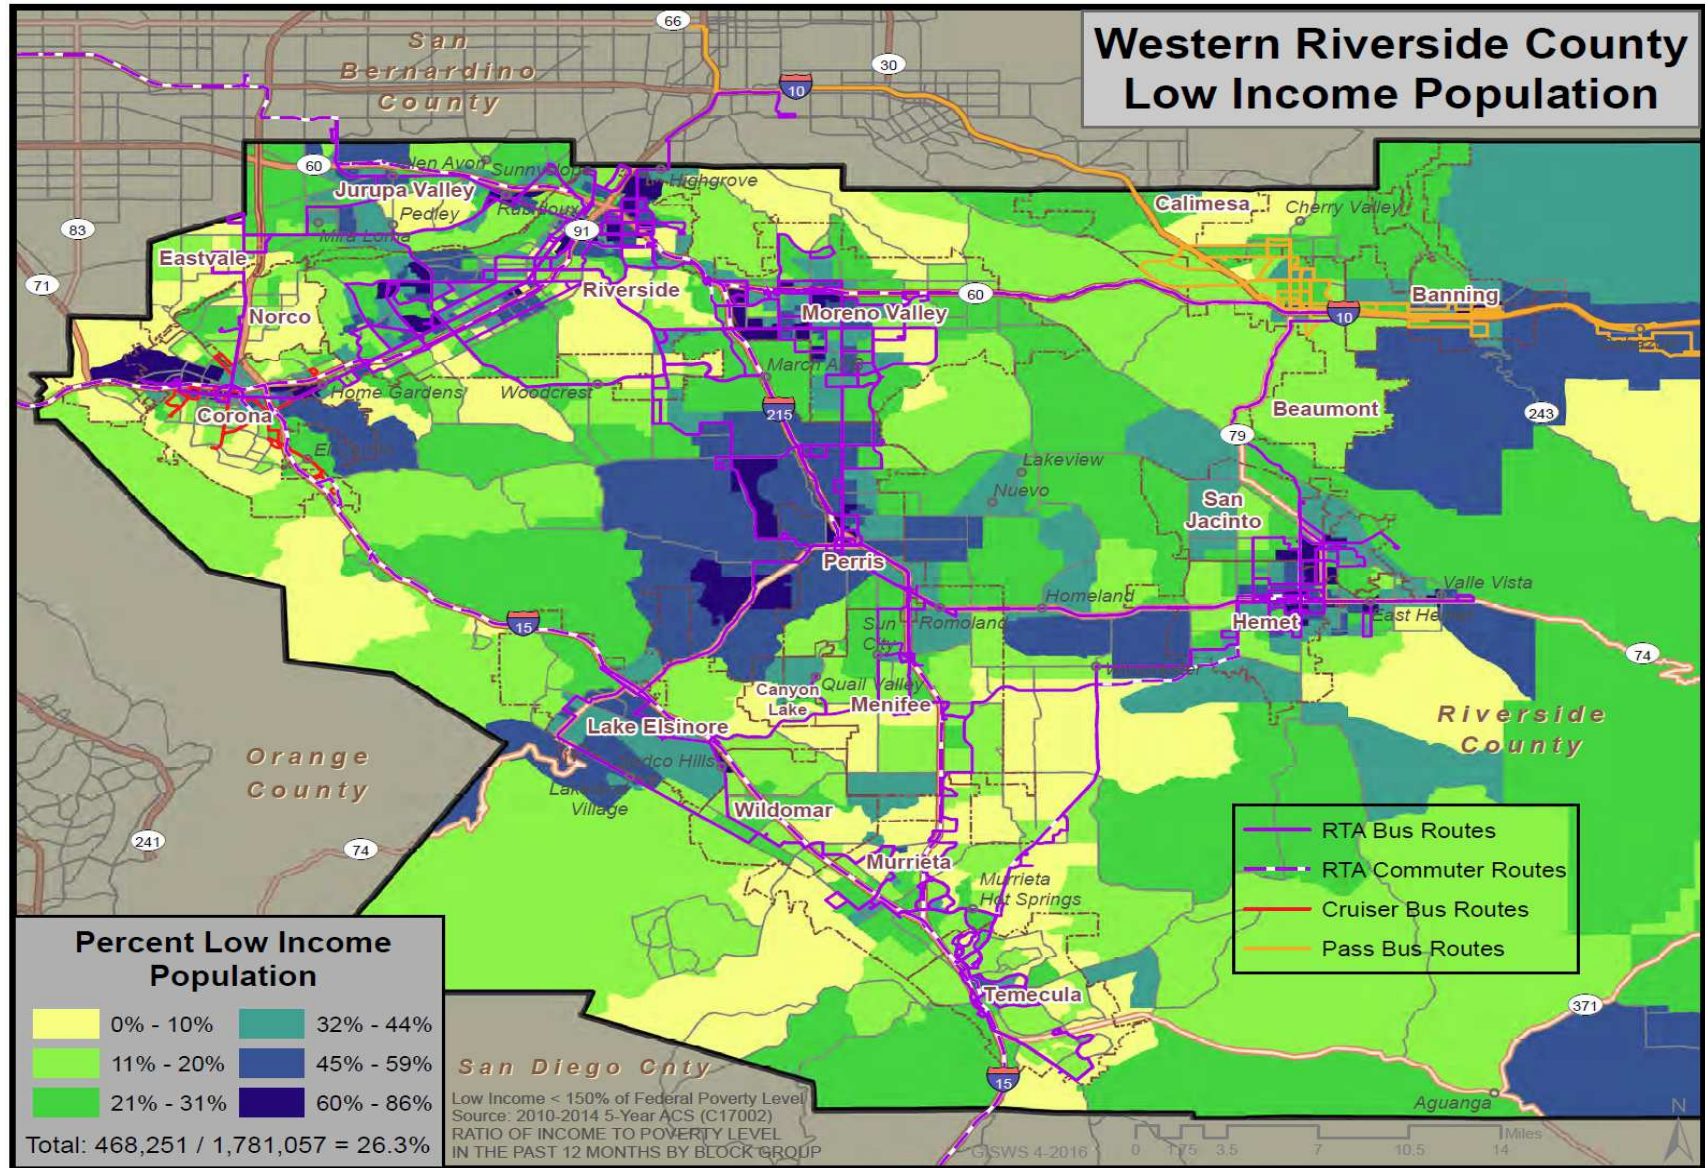 Western Riverside County
Low Income Population
San
Bernardino
County
66
30
10
60
Glen Avon
Sunnyslope
Highgrove
Jurupa Valley
Pedley
Rubidoux
Calimesa
Cherry Valley
83
Mira Loma
91
Eastvale
71
Riverside
60
Banning
Norco
Moreno Valley
10
March ARB
Home Gardens
Woodcrest
Corona
215
Beaumont
243
79
Lakeview
Nuevo
San
Jacinto
Perris
Valle Vista
Homeland
15
Sun
City
Romoland
Hemet
East Hemet
74
Canyon
Lake
Quail Valley
Menifee
Lake Elsinore
Riverside
County
Orange
County
Village
Wildomar
241
74
Murrieta
Murrieta
Hot Springs
RTA Bus Routes
RTA Commuter Routes
Cruiser Bus Routes
Pass Bus Routes
Temecula
371
Percent Low Income
Population
0% - 10%
32% - 44%
11% - 20%
45% - 59%
21% - 31%
60% - 86%
Total: 468,251 / 1,781,057 = 26.3%
San Diego Cnty
15
Aguanga
Low Income < 150% of Federal Poverty Level
Source: 2010-2014 5-Year ACS (C17002)
RATIO OF INCOME TO POVERTY LEVEL
IN THE PAST 12 MONTHS BY BLOCK GROUP
GISWS 4-2016
0 1.75 3.5 7 10.5 14
Miles
N